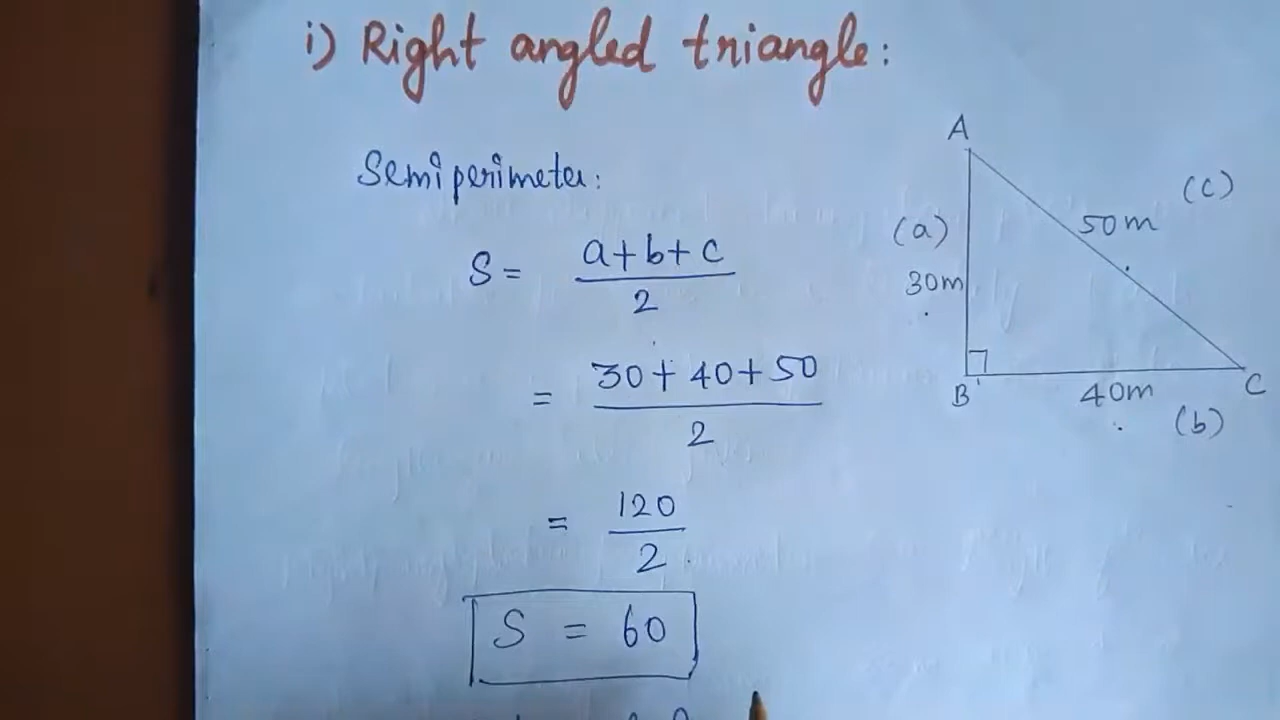 i) Right angled triangle:
Semiperimeter:
S = a+b+c
2
= 30+40+50
2
= 120
2
S = 60
A
(c)
50m
(a)
30m
B
40m
C
(b)